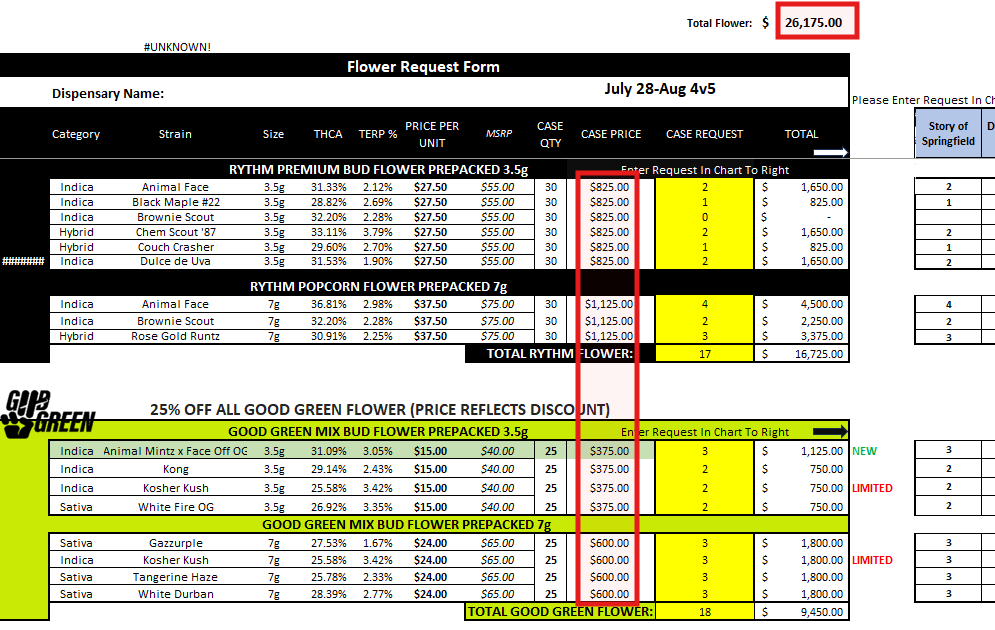 Total Flower: $ 26,175.00
#UNKNOWN!
Flower Request Form
Dispensary Name: July 28-Aug 4v5
Please Enter Request In Ch
Category Strain Size THCA TERP % PRICE PER UNIT MSRP CASE QTY CASE PRICE CASE REQUEST TOTAL Story of Springfield D
RYTHM PREMIUM BUD FLOWER PREPACKED 3.5g Enter Request In Chart To Right
Indica Animal Face 3.5g 31.33% 2.12% $27.50 $55.00 30 $825.00 2 $ 1,650.00 2
Indica Black Maple #22 3.5g 28.82% 2.69% $27.50 $55.00 30 $825.00 1 $ 825.00 1
Indica Brownie Scout 3.5g 32.20% 2.28% $27.50 $55.00 30 $825.00 0 $ -
Hybrid Chem Scout '87 3.5g 33.11% 3.79% $27.50 $55.00 30 $825.00 2 $ 1,650.00 2
Hybrid Couch Crasher 3.5g 29.60% 2.70% $27.50 $55.00 30 $825.00 1 $ 825.00 1
####### Indica Dulce de Uva 3.5g 31.53% 1.90% $27.50 $55.00 30 $825.00 2 $ 1,650.00 2
RYTHM POPCORN FLOWER PREPACKED 7g
Indica Animal Face 7g 36.81% 2.98% $37.50 $75.00 30 $1,125.00 4 $ 4,500.00 4
Indica Brownie Scout 7g 32.20% 2.28% $37.50 $75.00 30 $1,125.00 2 $ 2,250.00 2
Hybrid Rose Gold Runtz 7g 30.91% 2.25% $37.50 $75.00 30 $1,125.00 3 $ 3,375.00 3
TOTAL RYTHM FLOWER: 17 $ 16,725.00
GOOD GREEN
25% OFF ALL GOOD GREEN FLOWER (PRICE REFLECTS DISCOUNT)
GOOD GREEN MIX BUD FLOWER PREPACKED 3.5g Enter Request In Chart To Right
Indica Animal Mintz x Face Off OG 3.5g 31.09% 3.05% $15.00 $40.00 25 $375.00 3 $ 1,125.00 NEW 3
Indica Kong 3.5g 29.14% 2.43% $15.00 $40.00 25 $375.00 2 $ 750.00 2
Indica Kosher Kush 3.5g 25.58% 3.42% $15.00 $40.00 25 $375.00 2 $ 750.00 LIMITED 2
Sativa White Fire OG 3.5g 26.92% 3.35% $15.00 $40.00 25 $375.00 2 $ 750.00 2
GOOD GREEN MIX BUD FLOWER PREPACKED 7g
Sativa Gazzurple 7g 27.53% 1.67% $24.00 $65.00 25 $600.00 3 $ 1,800.00 3
Indica Kosher Kush 7g 25.58% 3.42% $24.00 $65.00 25 $600.00 3 $ 1,800.00 LIMITED 3
Sativa Tangerine Haze 7g 25.78% 2.33% $24.00 $65.00 25 $600.00 3 $ 1,800.00 3
Sativa White Durban 7g 28.39% 2.77% $24.00 $65.00 25 $600.00 3 $ 1,800.00 3
TOTAL GOOD GREEN FLOWER: 18 $ 9,450.00